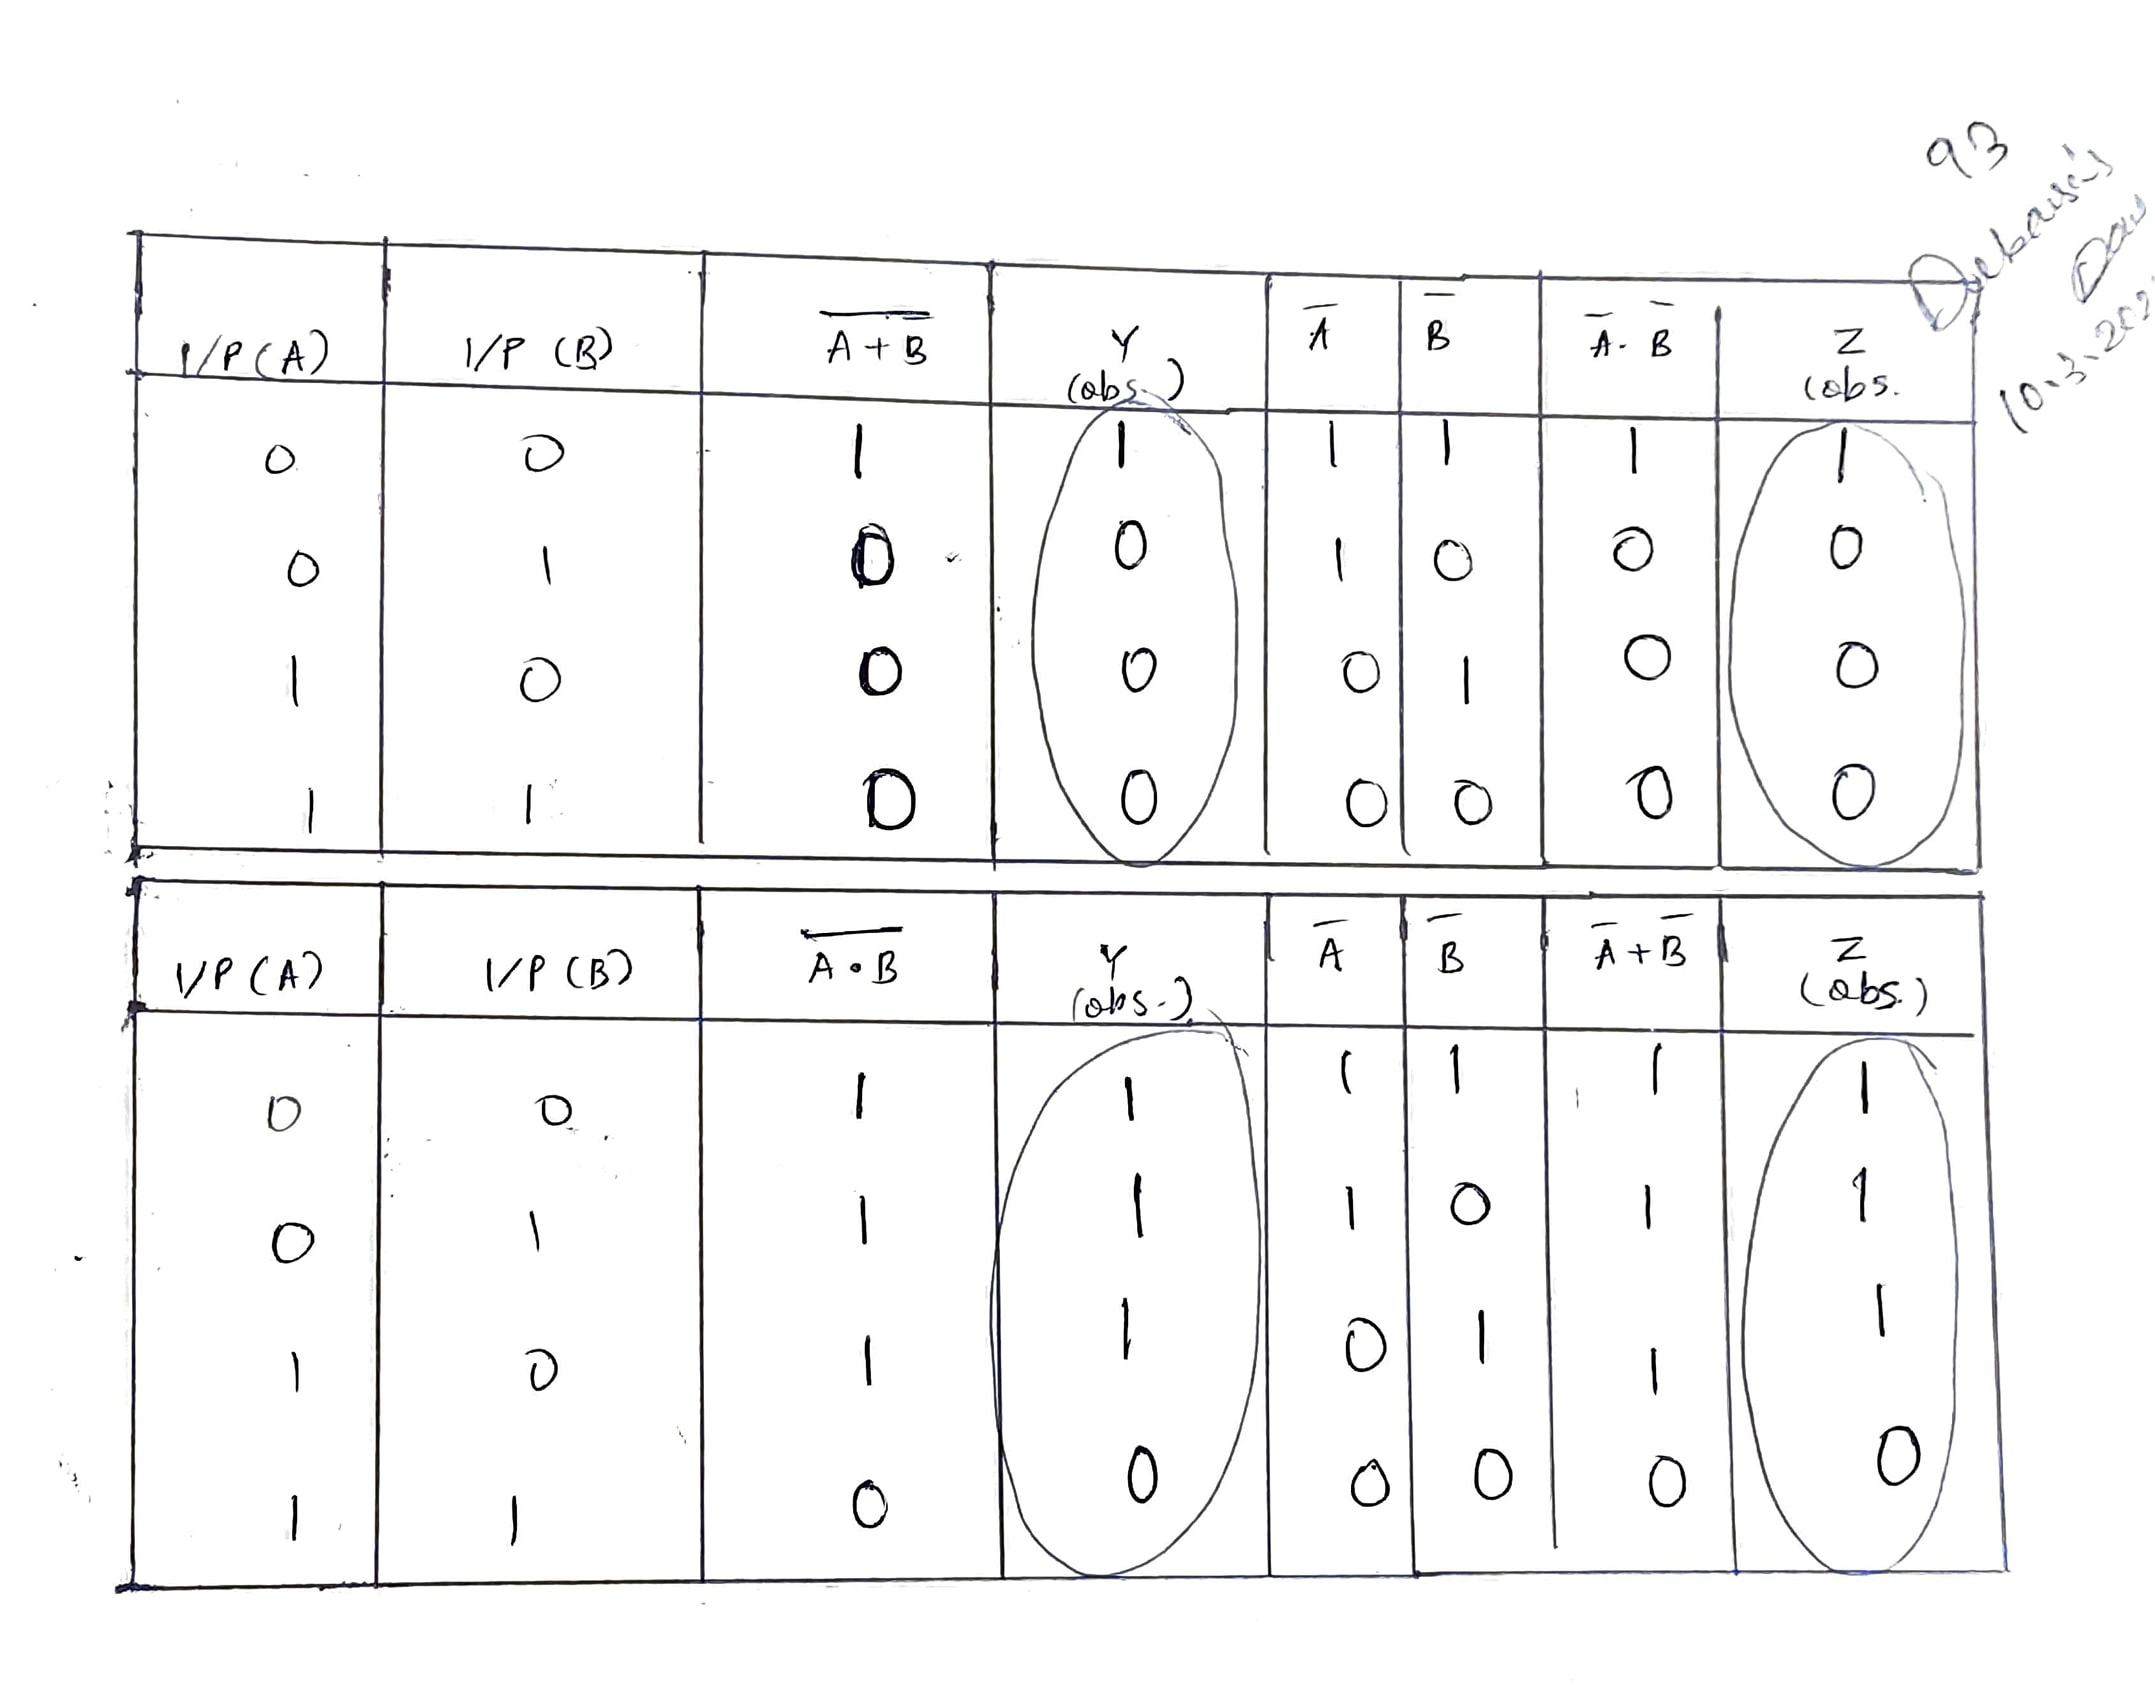 93
Debasis
Das
10-3-202
I/P(A) I/P (B) \overline{A+\overline{B}} Y (obs.) \overline{A} \overline{B} \overline{A}.\overline{B} Z (obs.
0 0 1 1 1 1 1 1
0 1 0 0 1 0 0 0
1 0 0 0 0 1 0 0
1 1 0 0 0 0 0 0
I/P(A) I/P(B) \overline{A•B} Y (obs.) \overline{A} \overline{B} \overline{A}+\overline{B} Z (obs.)
0 0 1 1 1 1 1 1
0 1 1 1 1 0 1 1
1 0 1 1 0 1 1 1
1 1 0 0 0 0 0 0